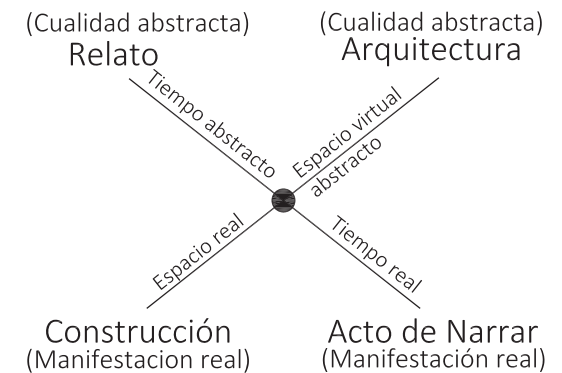 (Cualidad abstracta)
Relato
(Cualidad abstracta)
Arquitectura
Tiempo abstracto
Espacio virtual
abstracto
Espacio real
Tiempo real
Construcción
(Manifestacion real)
Acto de Narrar
(Manifestación real)